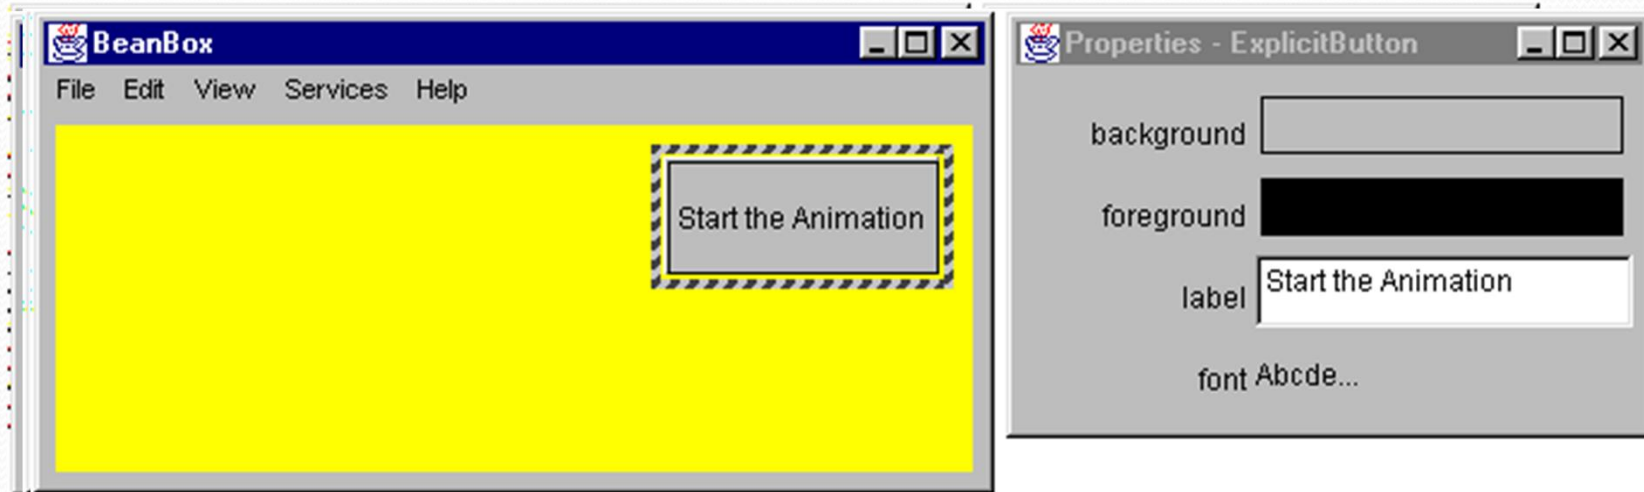 BeanBox
File Edit View Services Help
Start the Animation
Properties - ExplicitButton
background
foreground
label Start the Animation
font Abcde...